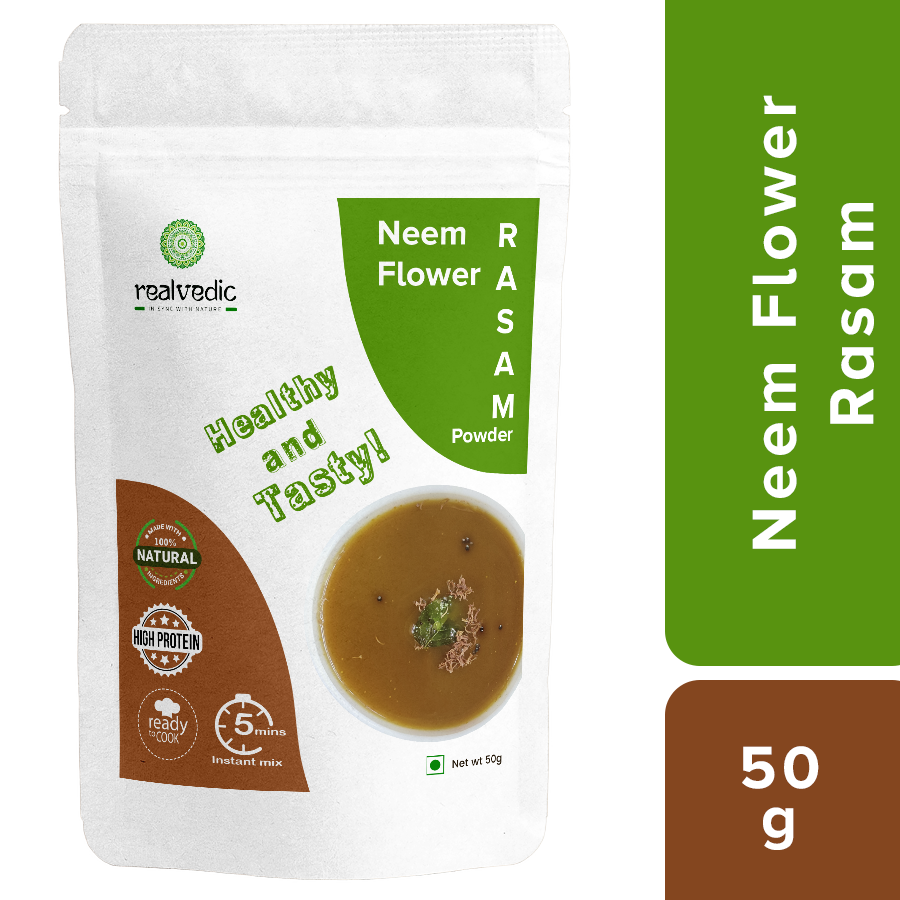 realvedic
IN SYNC WITH NATURE
Neem
Flower
RASAM
Powder
Healthy
and
Tasty!
MADE WITH
100%
NATURAL
INGREDIENTS
HIGH PROTEIN
ready
to COOK
5 mins
Instant mix
Net wt 50g
Neem Flower
Rasam
50
g